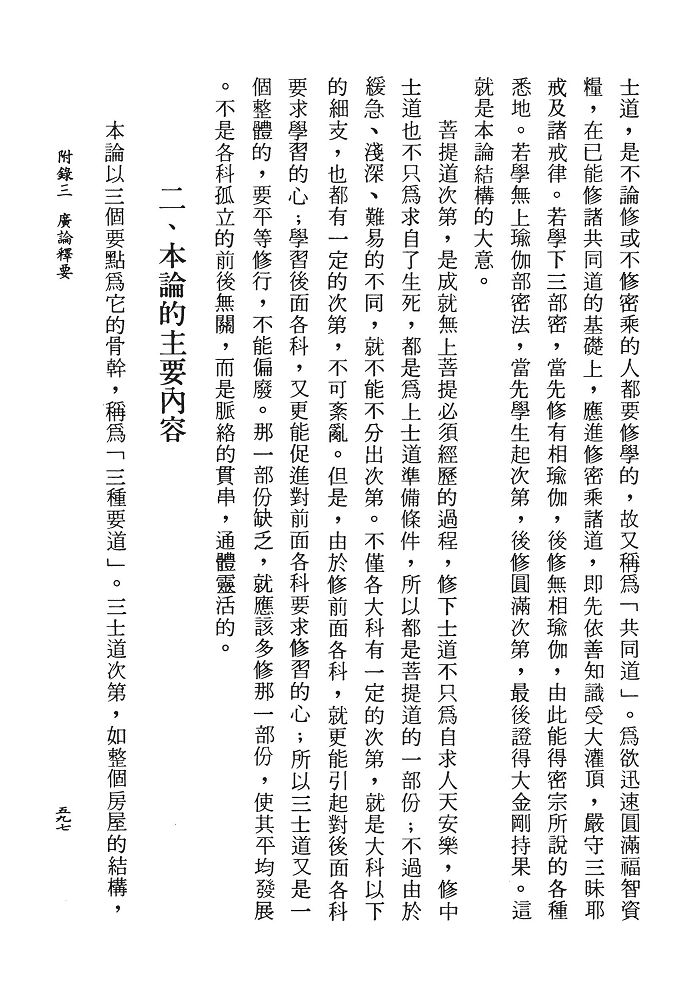 士道，是不論修或不修密乘的人都要修學的，故又稱爲「共同道」。爲欲迅速圓滿福智資
糧，在已能修諸共同道的基礎上，應進修密乘諸道，即先依善知識受大灌頂，嚴守三昧耶
戒及諸戒律。若學下三部密，當先修有相瑜伽，後修無相瑜伽，由此能得密宗所說的各種
悉地。若學無上瑜伽部密法，當先學生起次第，後修圓滿次第，最後證得大金剛持果。這
就是本論結構的大意。
菩提道次第，是成就無上菩提必須經歷的過程，修下士道不只爲自求人天安樂，修中
士道也不只爲求自了生死，都是爲上士道準備條件，所以都是菩提道的一部份；不過由於
緩急、淺深、難易的不同，就不能不分出次第。不僅各大科有一定的次第，就是大科以下
的細支，也都有一定的次第，不可紊亂。但是，由於修前面各科，就更能引起對後面各科
要求學習的心；學習後面各科，又更能促進對前面各科要求修習的心；所以三士道又是一
個整體的，要平等修行，不能偏廢。那一部份缺乏，就應該多修那一部份，使其平均發展
。不是各科孤立的前後無關，而是脈絡的貫串，通體靈活的。
二、本論的主要內容
本論以三個要點爲它的骨幹，稱爲「三種要道」。三士道次第，如整個房屋的結構，
附錄三　廣論釋要
五九七